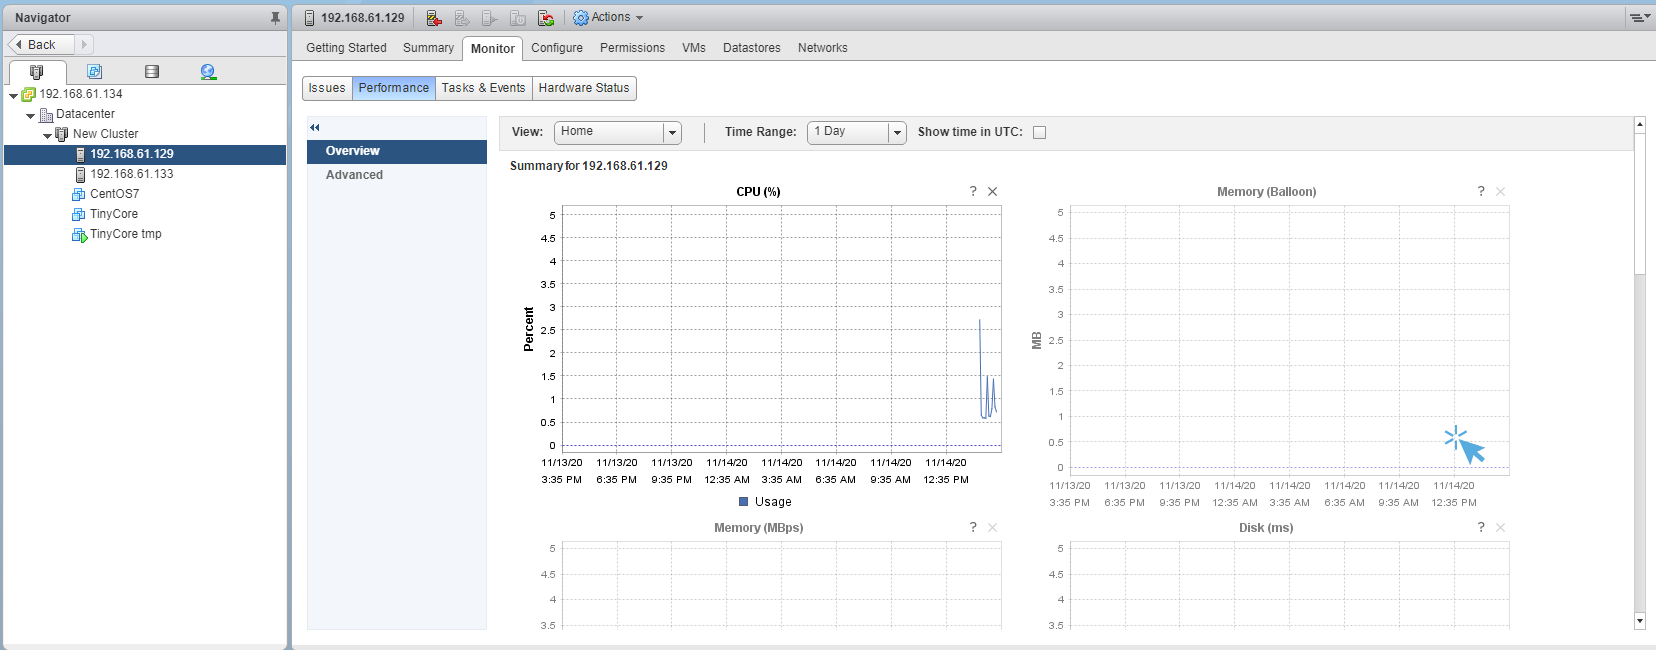 Navigator
Back
192.168.61.134
Datacenter
New Cluster
192.168.61.129
192.168.61.133
CentOS7
TinyCore
TinyCore tmp
192.168.61.129
Actions
Getting Started Summary Monitor Configure Permissions VMs Datastores Networks
Issues Performance Tasks & Events Hardware Status
Overview
Advanced
View: Home Time Range: 1 Day Show time in UTC:
Summary for 192.168.61.129
CPU (%) ?
Percent
5
4.5
4
3.5
3
2.5
2
1.5
1
0.5
0
11/13/20 11/13/20 11/13/20 11/14/20 11/14/20 11/14/20 11/14/20 11/14/20
3:35 PM 6:35 PM 9:35 PM 12:35 AM 3:35 AM 6:35 AM 9:35 AM 12:35 PM
Usage
Memory (Balloon) ?
MB
5
4.5
4
3.5
3
2.5
2
1.5
1
0.5
0
11/13/20 11/13/20 11/13/20 11/14/20 11/14/20 11/14/20 11/14/20 11/14/20
3:35 PM 6:35 PM 9:35 PM 12:35 AM 3:35 AM 6:35 AM 9:35 AM 12:35 PM
Memory (MBps) ?
5
4.5
4
3.5
Disk (ms) ?
5
4.5
4
3.5